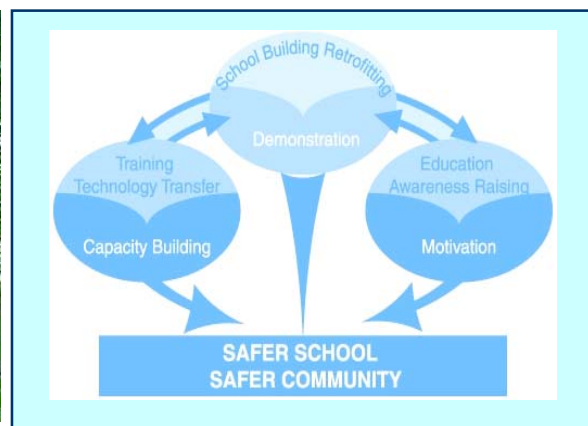 School Building Retrofitting
Demonstration
Training
Technology Transfer
Capacity Building
Education
Awareness Raising
Motivation
SAFER SCHOOL
SAFER COMMUNITY